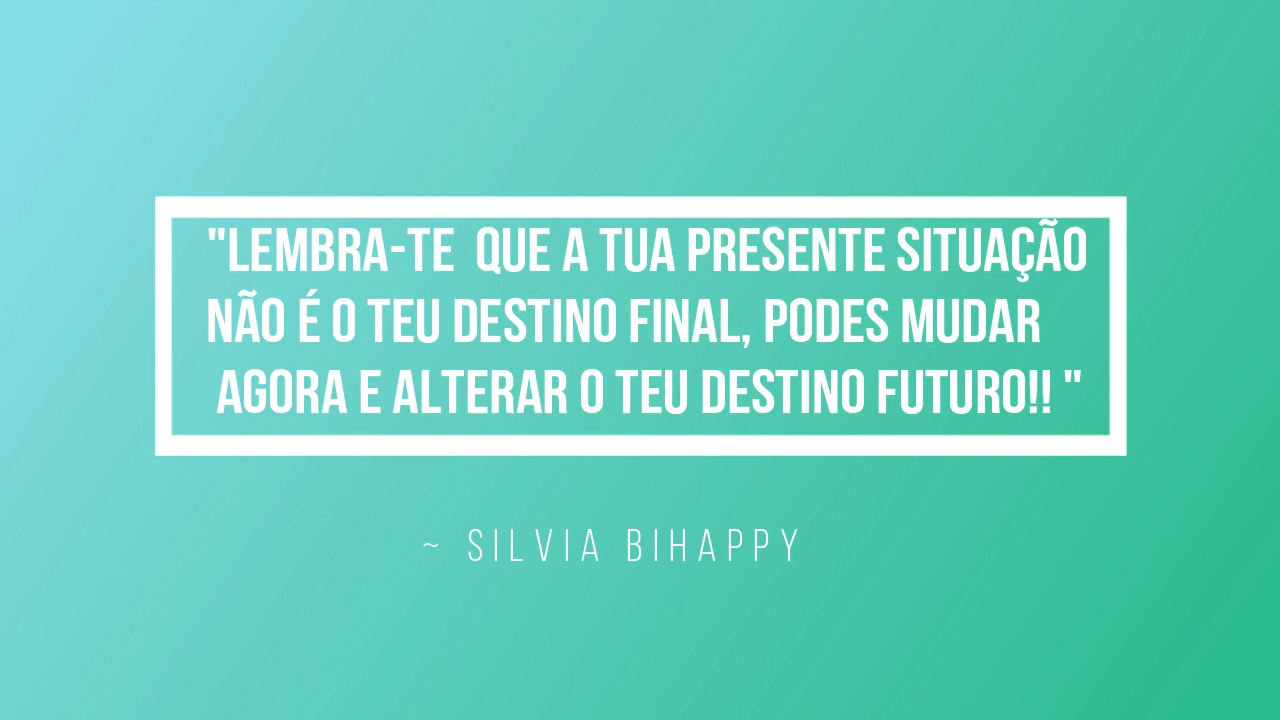 "LEMBRA-TE QUE A TUA PRESENTE SITUAÇÃO
NÃO É O TEU DESTINO FINAL, PODES MUDAR
AGORA E ALTERAR O TEU DESTINO FUTURO!! "
~ SILVIA BIHAPPY